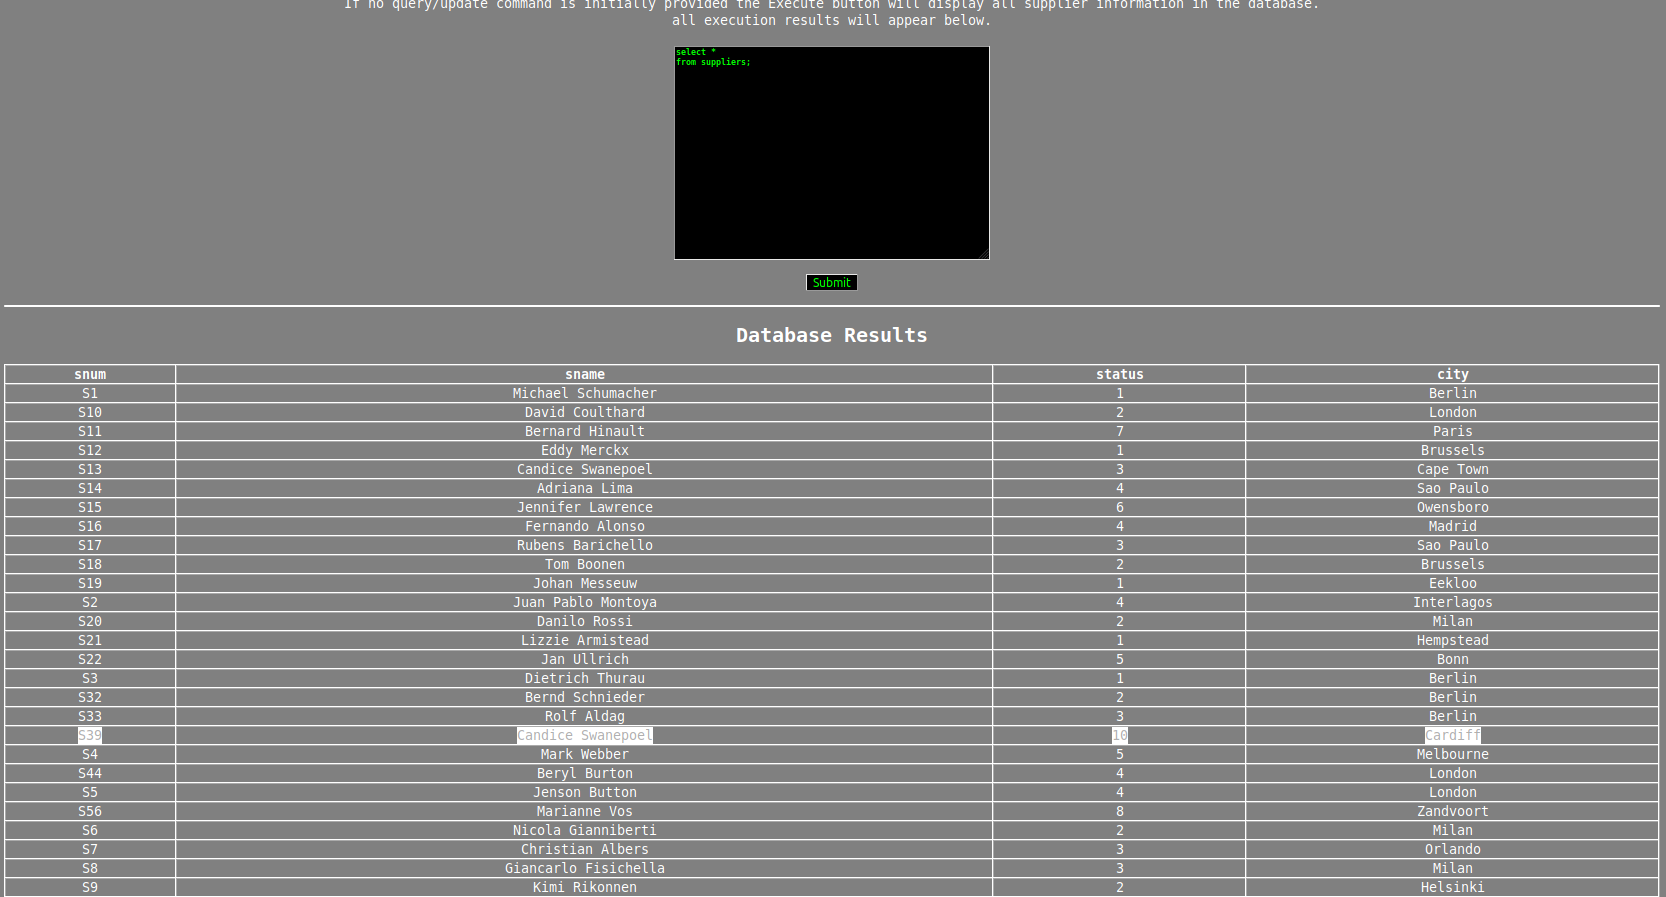 If no query/update command is initially provided the Execute button will display all supplier information in the database.
all execution results will appear below.
select *
from suppliers;
Submit
Database Results
snum sname status city
S1 Michael Schumacher 1 Berlin
S10 David Coulthard 2 London
S11 Bernard Hinault 7 Paris
S12 Eddy Merckx 1 Brussels
S13 Candice Swanepoel 3 Cape Town
S14 Adriana Lima 4 Sao Paulo
S15 Jennifer Lawrence 6 Owensboro
S16 Fernando Alonso 4 Madrid
S17 Rubens Barichello 3 Sao Paulo
S18 Tom Boonen 2 Brussels
S19 Johan Messeuw 1 Eekloo
S2 Juan Pablo Montoya 4 Interlagos
S20 Danilo Rossi 2 Milan
S21 Lizzie Armistead 1 Hempstead
S22 Jan Ullrich 5 Bonn
S3 Dietrich Thurau 1 Berlin
S32 Bernd Schnieder 2 Berlin
S33 Rolf Aldag 3 Berlin
S39 Candice Swanepoel 10 Cardiff
S4 Mark Webber 5 Melbourne
S44 Beryl Burton 4 London
S5 Jenson Button 4 London
S56 Marianne Vos 8 Zandvoort
S6 Nicola Gianniberti 2 Milan
S7 Christian Albers 3 Orlando
S8 Giancarlo Fisichella 3 Milan
S9 Kimi Rikonnen 2 Helsinki